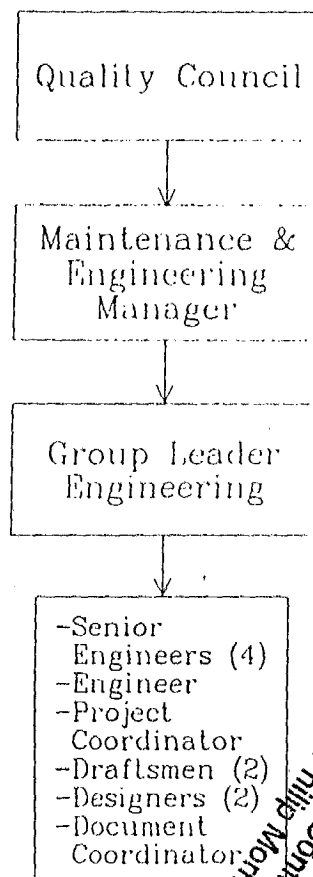 Quality Council
Maintenance &
Engineering
Manager
Group Leader
Engineering
-Senior
Engineers (4)
-Engineer
-Project
Coordinator
-Draftsmen (2)
-Designers (2)
-Document
Coordinator